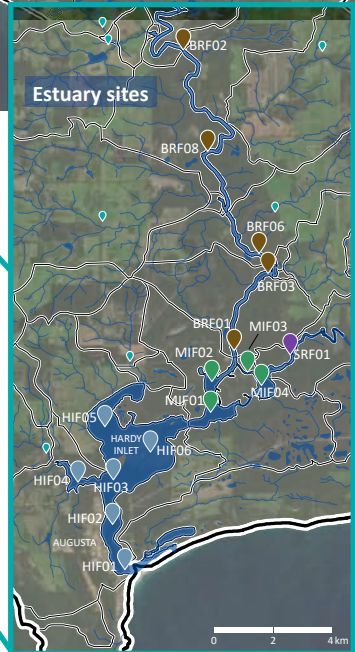 BRF02
Estuary sites
BRF08
BRF06
BRF03
BRF01
MIF03
MIF02
SRF01
MIF04
MIF01
HIF05
HARDY
INLET
HIF06
HIF04
HIF03
HIF02
AUGUSTA
HIF01
0 2 4 km